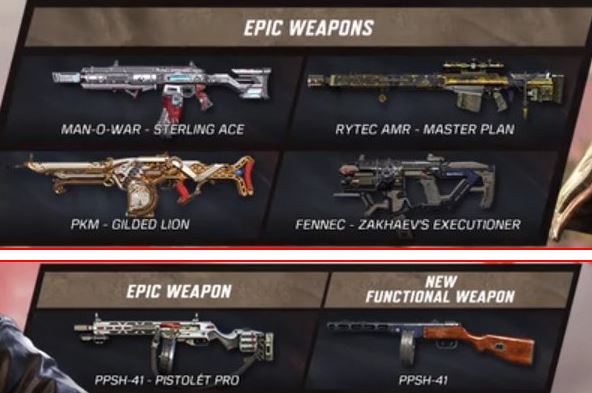 EPIC WEAPONS
MAN-O-WAR - STERLING ACE
RYTEC AMR - MASTER PLAN
PKM - GILDED LION
FENNEC - ZAKHAEV'S EXECUTIONER
EPIC WEAPON
NEW
FUNCTIONAL WEAPON
PPSH-41 - PISTOLÉT PRO
PPSH-41